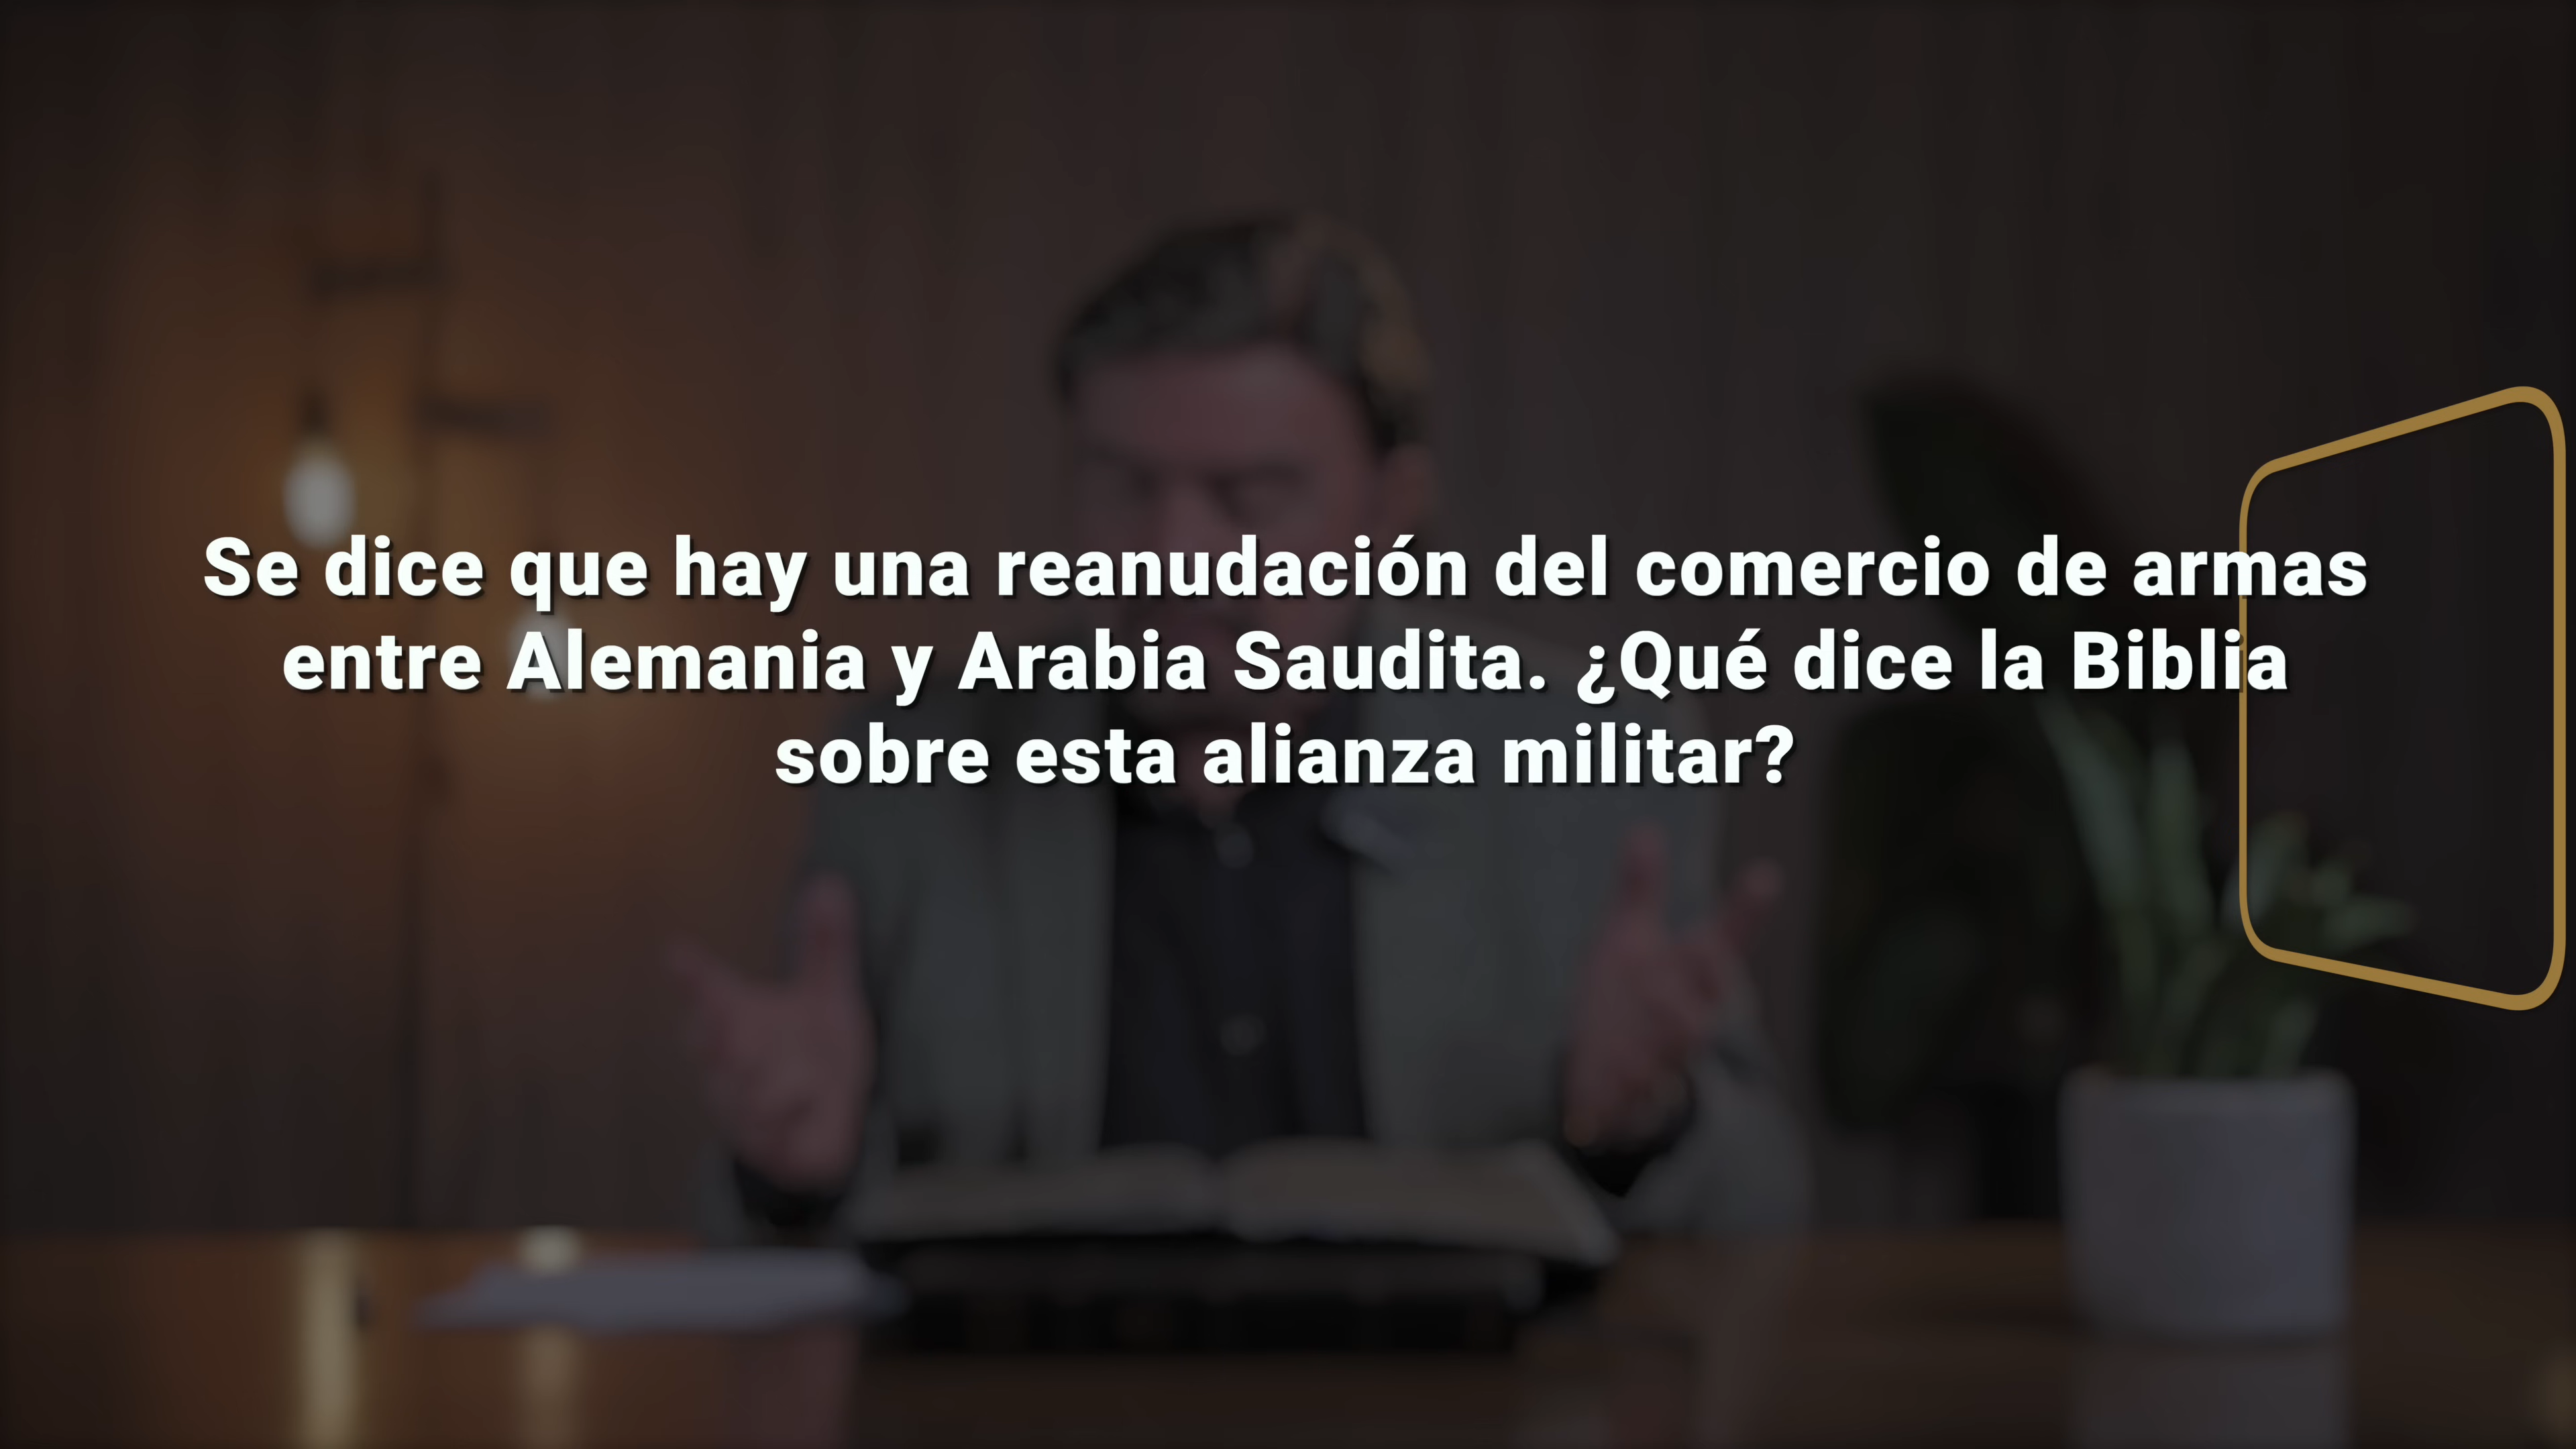 Se dice que hay una reanudación del comercio de armas
entre Alemania y Arabia Saudita. ¿Qué dice la Biblia
sobre esta alianza militar?